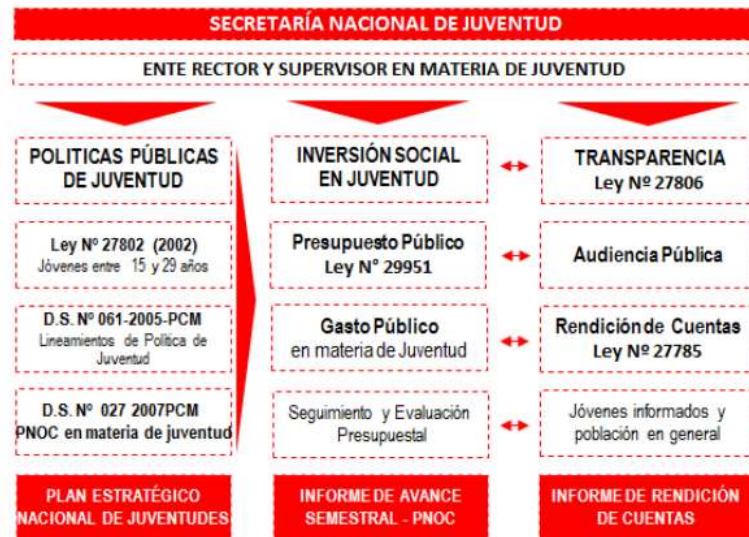 SECRETARÍA NACIONAL DE JUVENTUD
ENTE RECTOR Y SUPERVISOR EN MATERIA DE JUVENTUD
POLITICAS PÚBLICAS
DE JUVENTUD
Ley Nº 27802 (2002)
Jóvenes entre 15 y 29 años
D.S. Nº 061-2005-PCM
Lineamientos de Política de
Juventud
D.S. Nº 027 2007PCM
PNOC en materia de juventud
PLAN ESTRATÉGICO
NACIONAL DE JUVENTUDES
INVERSIÓN SOCIAL
EN JUVENTUD
Presupuesto Público
Ley N° 29951
Gasto Público
en materia de Juventud
Seguimiento y Evaluación
Presupuestal
INFORME DE AVANCE
SEMESTRAL - PNOC
TRANSPARENCIA
Ley Nº 27806
Audiencia Pública
Rendición de Cuentas
Ley Nº 27785
Jóvenes informados y
población en general
INFORME DE RENDICIÓN
DE CUENTAS